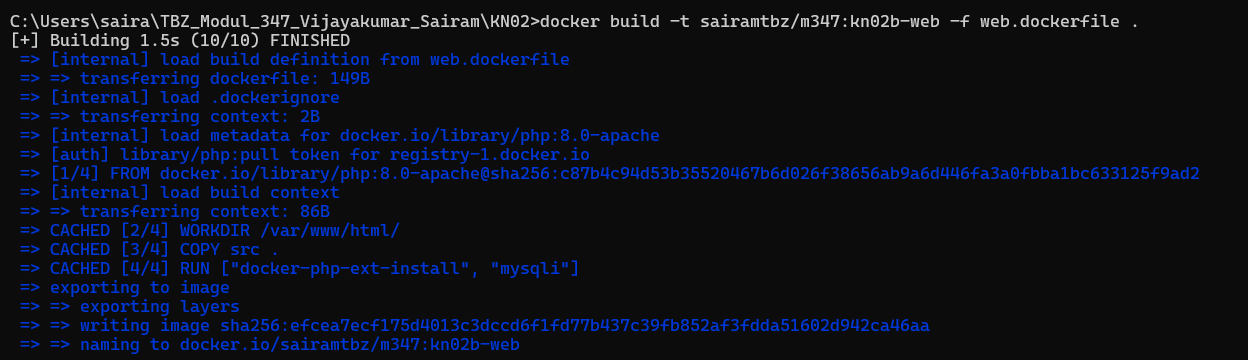 C:\Users\saira\TBZ_Modul_347_Vijayakumar_Sairam\KN02>docker build -t sairamtbz/m347:kn02b-web -f web.dockerfile .
[+] Building 1.5s (10/10) FINISHED
=> [internal] load build definition from web.dockerfile
=> => transferring dockerfile: 149B
=> [internal] load .dockerignore
=> => transferring context: 2B
=> [internal] load metadata for docker.io/library/php:8.0-apache
=> [auth] library/php:pull token for registry-1.docker.io
=> [1/4] FROM docker.io/library/php:8.0-apache@sha256:c87b4c94d53b35520467b6d026f38656ab9a6d446fa3a0fbba1bc633125f9ad2
=> [internal] load build context
=> => transferring context: 86B
=> CACHED [2/4] WORKDIR /var/www/html/
=> CACHED [3/4] COPY src .
=> CACHED [4/4] RUN ["docker-php-ext-install", "mysqli"]
=> exporting to image
=> => exporting layers
=> => writing image sha256:efcea7ecf175d4013c3dccd6f1fd77b437c39fb852af3fdda51602d942ca46aa
=> => naming to docker.io/sairamtbz/m347:kn02b-web